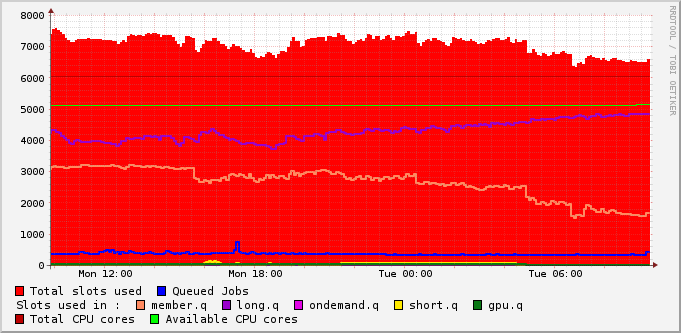 8000
7000
6000
5000
4000
3000
2000
1000
0
Mon 12:00 Mon 18:00 Tue 00:00 Tue 06:00
Total slots used Queued Jobs
Slots used in : member.q long.q ondemand.q short.q gpu.q
Total CPU cores Available CPU cores
RRDTOOL / TOBI OETIKER